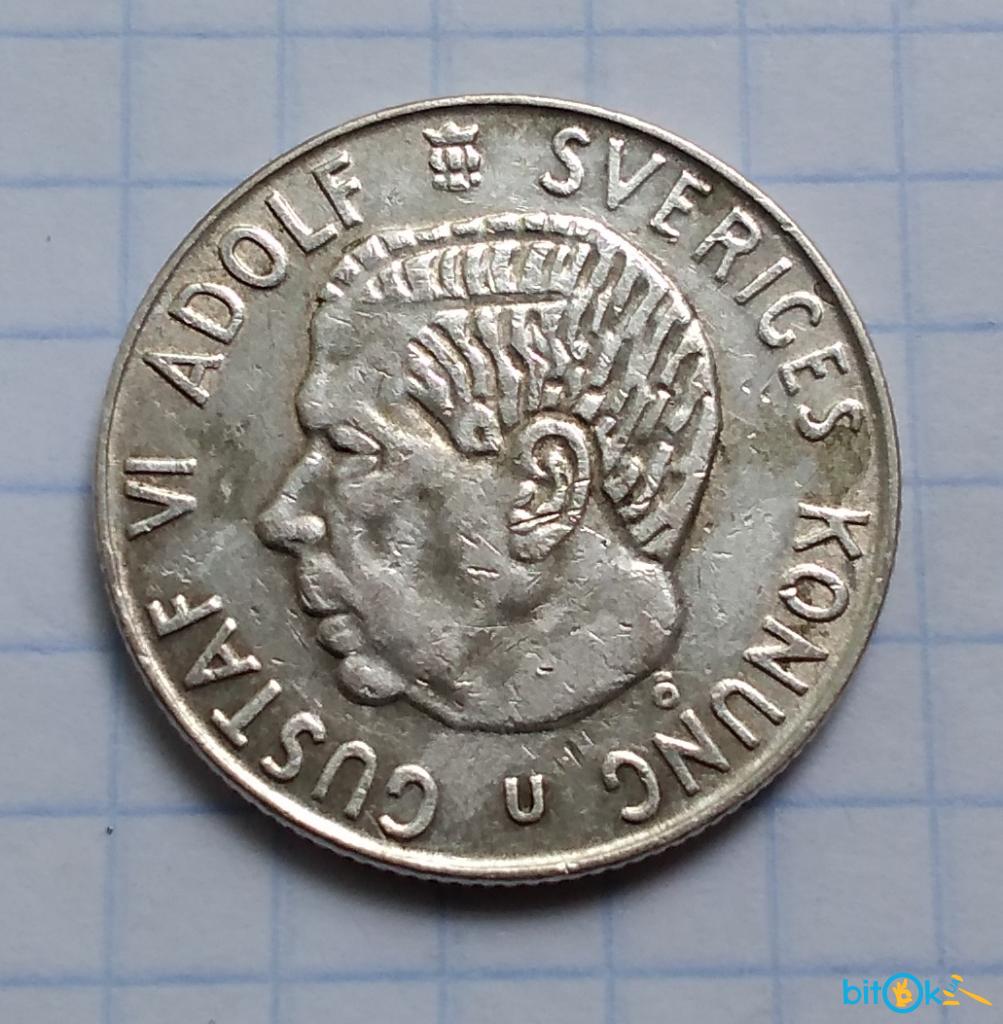 GUSTAF VI ADOLF SVERIGES KONUNG
U
Ö
bitOk